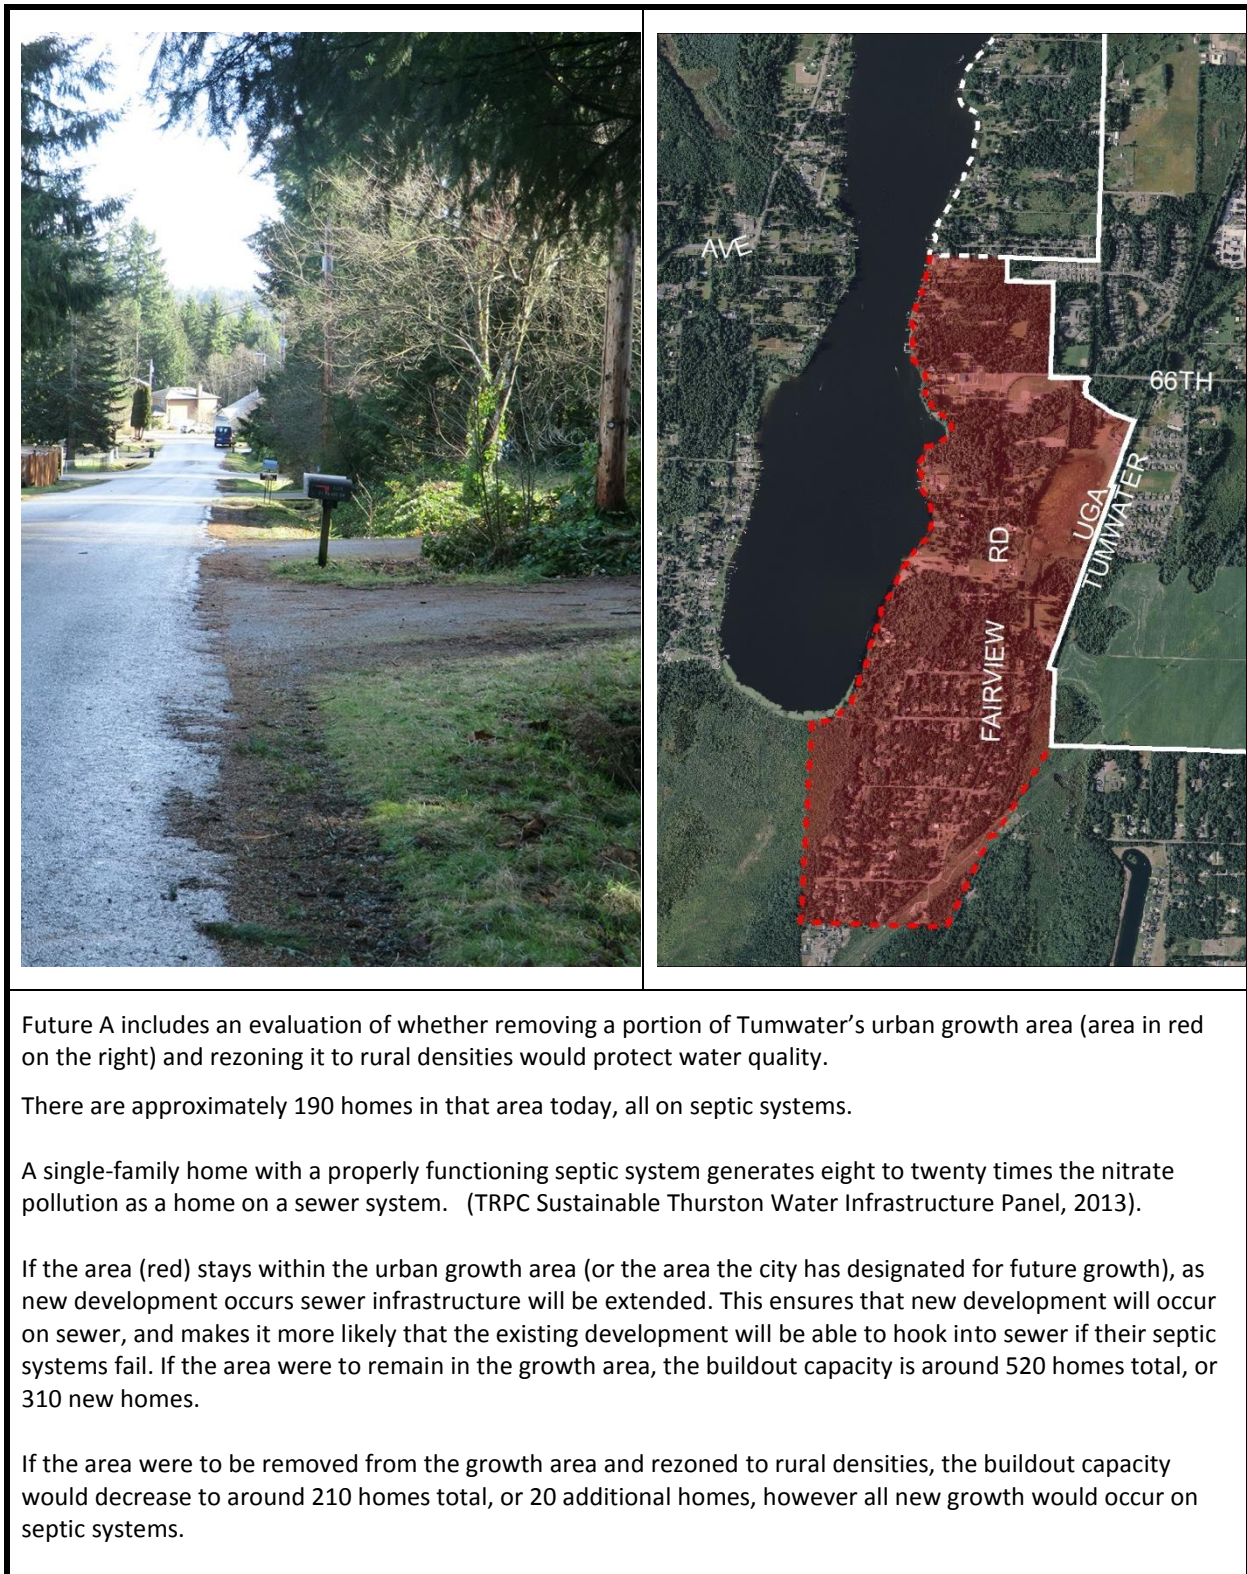 AVE
66TH
UGA
TUMWATER
RD
FAIRVIEW
Future A includes an evaluation of whether removing a portion of Tumwater's urban growth area (area in red
on the right) and rezoning it to rural densities would protect water quality.
There are approximately 190 homes in that area today, all on septic systems.
A single-family home with a properly functioning septic system generates eight to twenty times the nitrate
pollution as a home on a sewer system. (TRPC Sustainable Thurston Water Infrastructure Panel, 2013).
If the area (red) stays within the urban growth area (or the area the city has designated for future growth), as
new development occurs sewer infrastructure will be extended. This ensures that new development will occur
on sewer, and makes it more likely that the existing development will be able to hook into sewer if their septic
systems fail. If the area were to remain in the growth area, the buildout capacity is around 520 homes total, or
310 new homes.
If the area were to be removed from the growth area and rezoned to rural densities, the buildout capacity
would decrease to around 210 homes total, or 20 additional homes, however all new growth would occur on
septic systems.